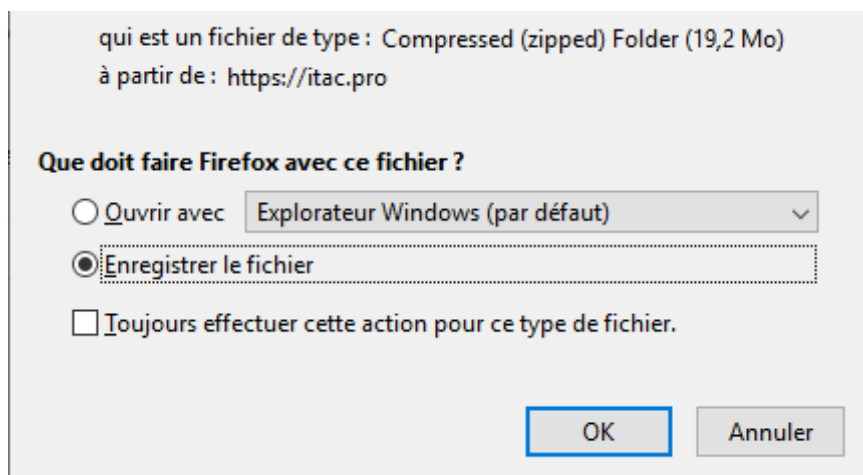 qui est un fichier de type : Compressed (zipped) Folder (19,2 Mo)
à partir de : https://itac.pro
Que doit faire Firefox avec ce fichier ?
Ouvrir avec Explorateur Windows (par défaut)
Enregistrer le fichier
Toujours effectuer cette action pour ce type de fichier.
OK Annuler